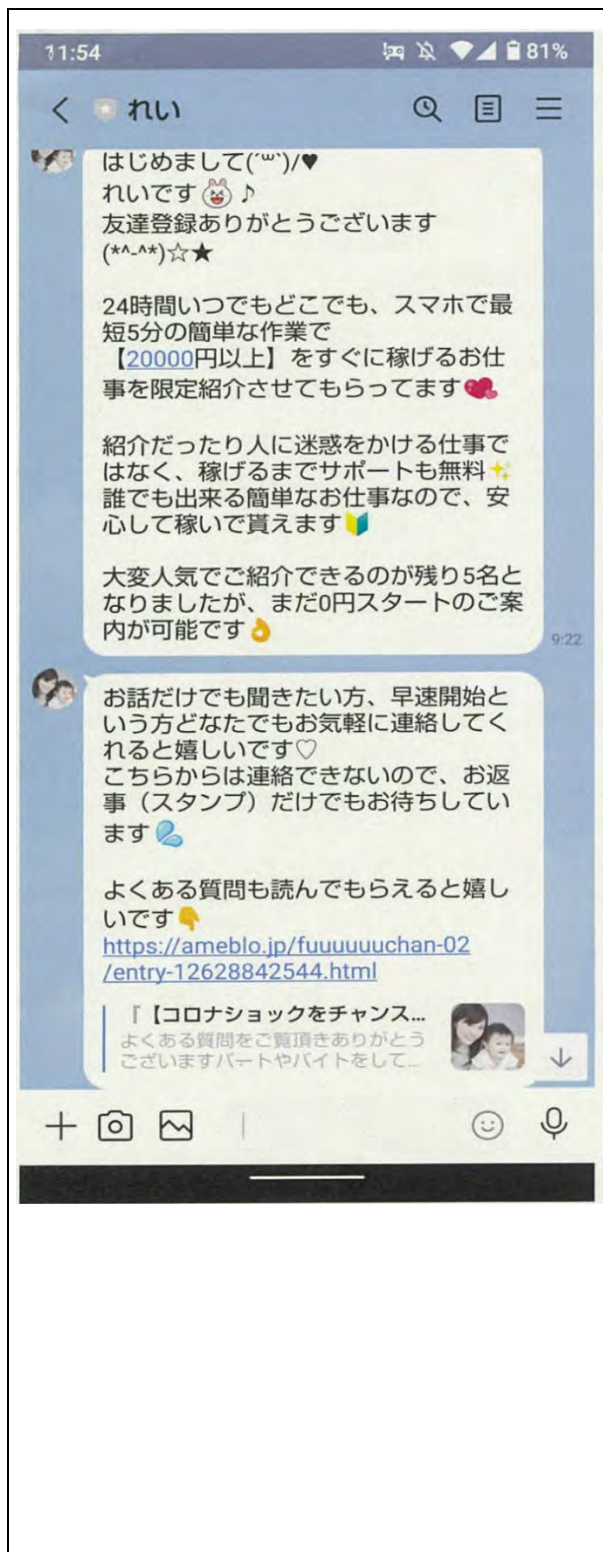 11:54
81%
れい
はじめまして(´ω`)/♥
れいです🐰♪
友達登録ありがとうございます
(*^-^*)☆★
24時間いつでもどこでも、スマホで最
短5分の簡単な作業で
【20000円以上】をすぐに稼げるお仕
事を限定紹介させてもらってます💕
紹介だったり人に迷惑をかける仕事で
はなく、稼げるまでサポートも無料✨
誰でも出来る簡単なお仕事なので、安
心して稼いで貰えます🔰
大変人気でご紹介できるのが残り5名と
なりましたが、まだ0円スタートのご案
内が可能です👌
9:22
お話だけでも聞きたい方、早速開始と
いう方どなたでもお気軽に連絡してく
れると嬉しいです♡
こちらからは連絡できないので、お返
事（スタンプ）だけでもお待ちしてい
ます💦
よくある質問も読んでもらえると嬉し
いです👇
https://ameblo.jp/fuuuuuuchan-02
/entry-12628842544.html
『【コロナショックをチャンス...
よくある質問をご覧頂きありがとう
ございますパートやバイトをして...